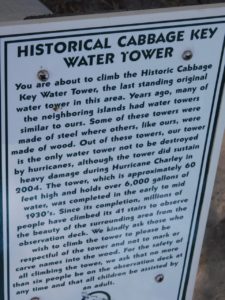 HISTORICAL CABBAGE KEY
WATER TOWER
You are about to climb the Historic Cabbage
Key Water Tower, the last standing original
water tower in this area. Years ago, many of
the neighboring islands had water towers
similar to ours. Some of these towers were
made of steel where others, like ours, were
made of wood. Out of these towers, our tower
is the only water tower not to be destroyed
by hurricanes, although the tower did sustain
heavy damage during Hurricane Charley in
2004. The tower, which is approximately 60
feet high and holds over 6,000 gallons of
water, was completed in the early to mid
1930's. Since its completion, millions of
people have climbed its 41 stairs to observe
the beauty of the surrounding area from the
observation deck. We kindly ask those who
wish to climb the tower to please be
respectful of the tower and not to mark or
carve names into the wood. For the safety of
all climbing the tower, we ask that no more
than six people be on the observation deck at
any time and that all children be assisted by
an adult.